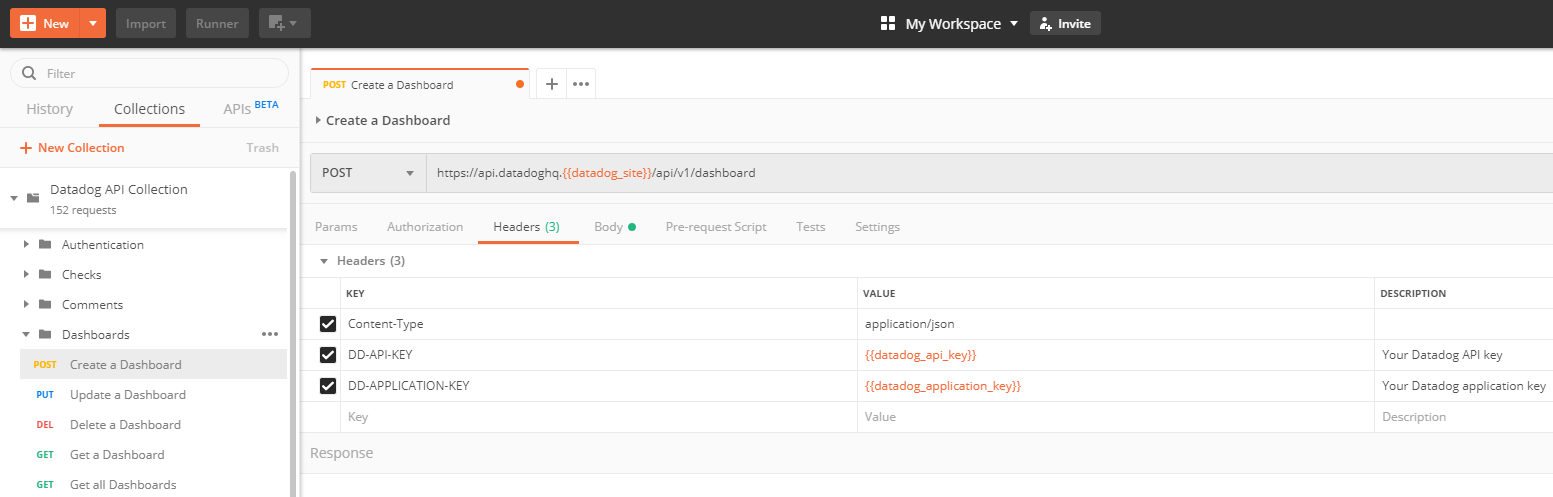 New Import Runner My Workspace Invite
Filter
History Collections APIs BETA
New Collection Trash
Datadog API Collection
152 requests
Authentication
Checks
Comments
Dashboards
POST Create a Dashboard
PUT Update a Dashboard
DEL Delete a Dashboard
GET Get a Dashboard
GET Get all Dashboards
POST Create a Dashboard
Create a Dashboard
POST https://api.datadoghq.{{datadog_site}}/api/v1/dashboard
Params Authorization Headers (3) Body Pre-request Script Tests Settings
Headers (3)
KEY VALUE DESCRIPTION
Content-Type application/json
DD-API-KEY {{datadog_api_key}} Your Datadog API key
DD-APPLICATION-KEY {{datadog_application_key}} Your Datadog application key
Key Value Description
Response